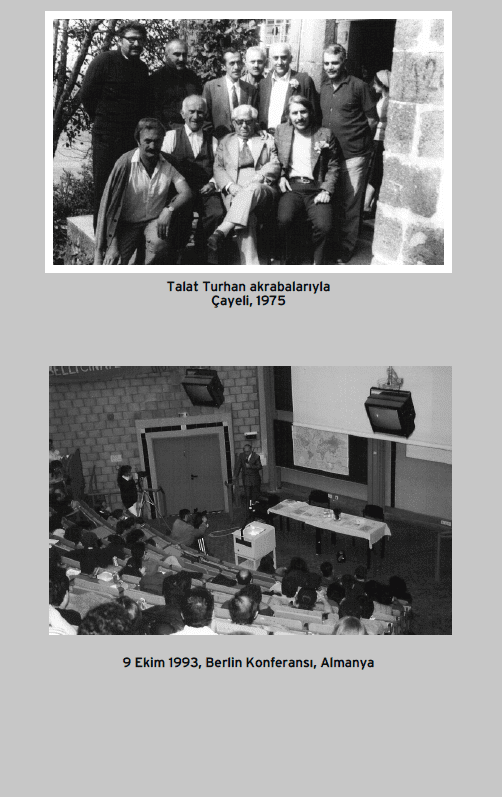 Talat Turhan akrabalarıyla
Çayeli, 1975
9 Ekim 1993, Berlin Konferansı, Almanya